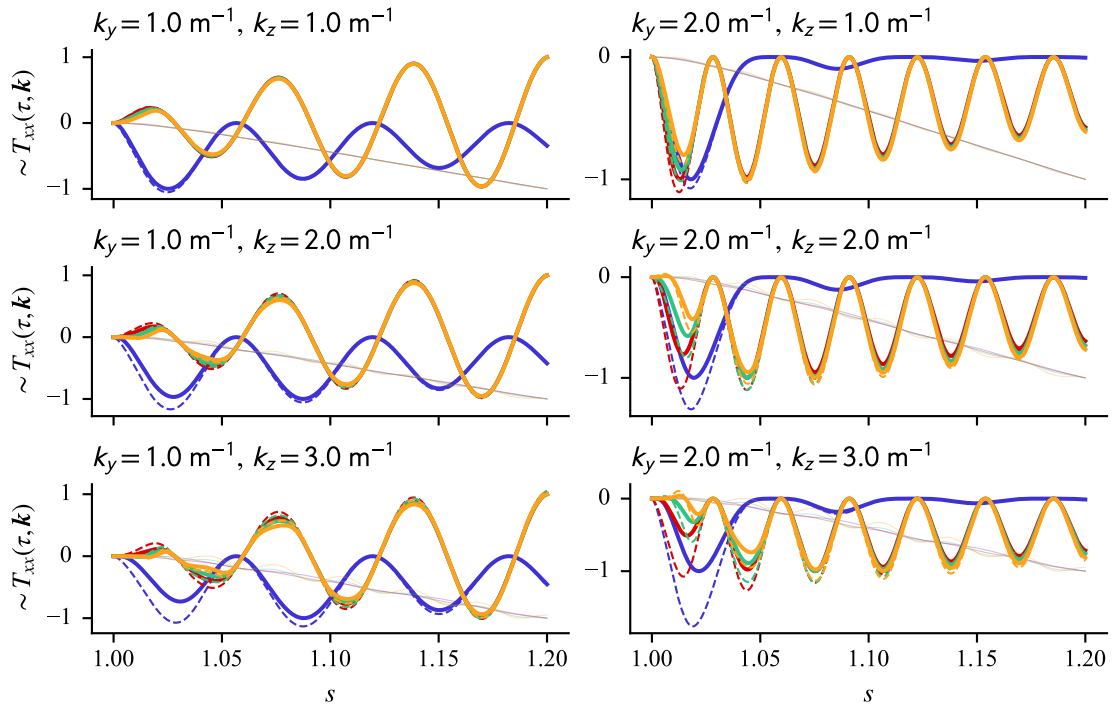 k_y = 1.0 m⁻¹, k_z = 1.0 m⁻¹
1
0
−1
~ T_xx(τ, k)
k_y = 2.0 m⁻¹, k_z = 1.0 m⁻¹
0
−1
k_y = 1.0 m⁻¹, k_z = 2.0 m⁻¹
1
0
−1
~ T_xx(τ, k)
k_y = 2.0 m⁻¹, k_z = 2.0 m⁻¹
0
−1
k_y = 1.0 m⁻¹, k_z = 3.0 m⁻¹
1
0
−1
~ T_xx(τ, k)
1.00 1.05 1.10 1.15 1.20
s
k_y = 2.0 m⁻¹, k_z = 3.0 m⁻¹
0
−1
1.00 1.05 1.10 1.15 1.20
s